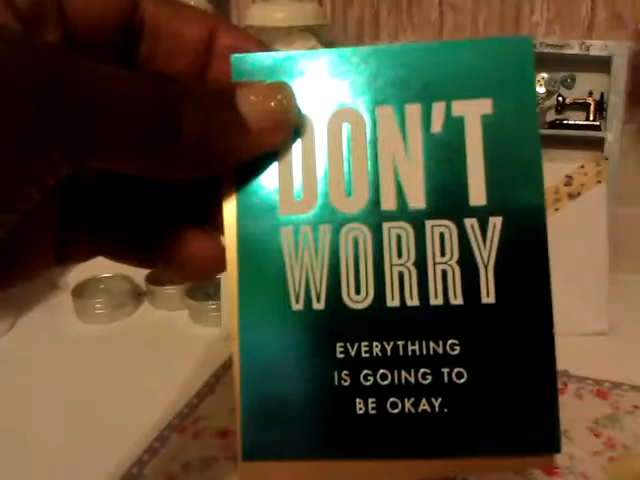 DON'T
WORRY
EVERYTHING
IS GOING TO
BE OKAY.